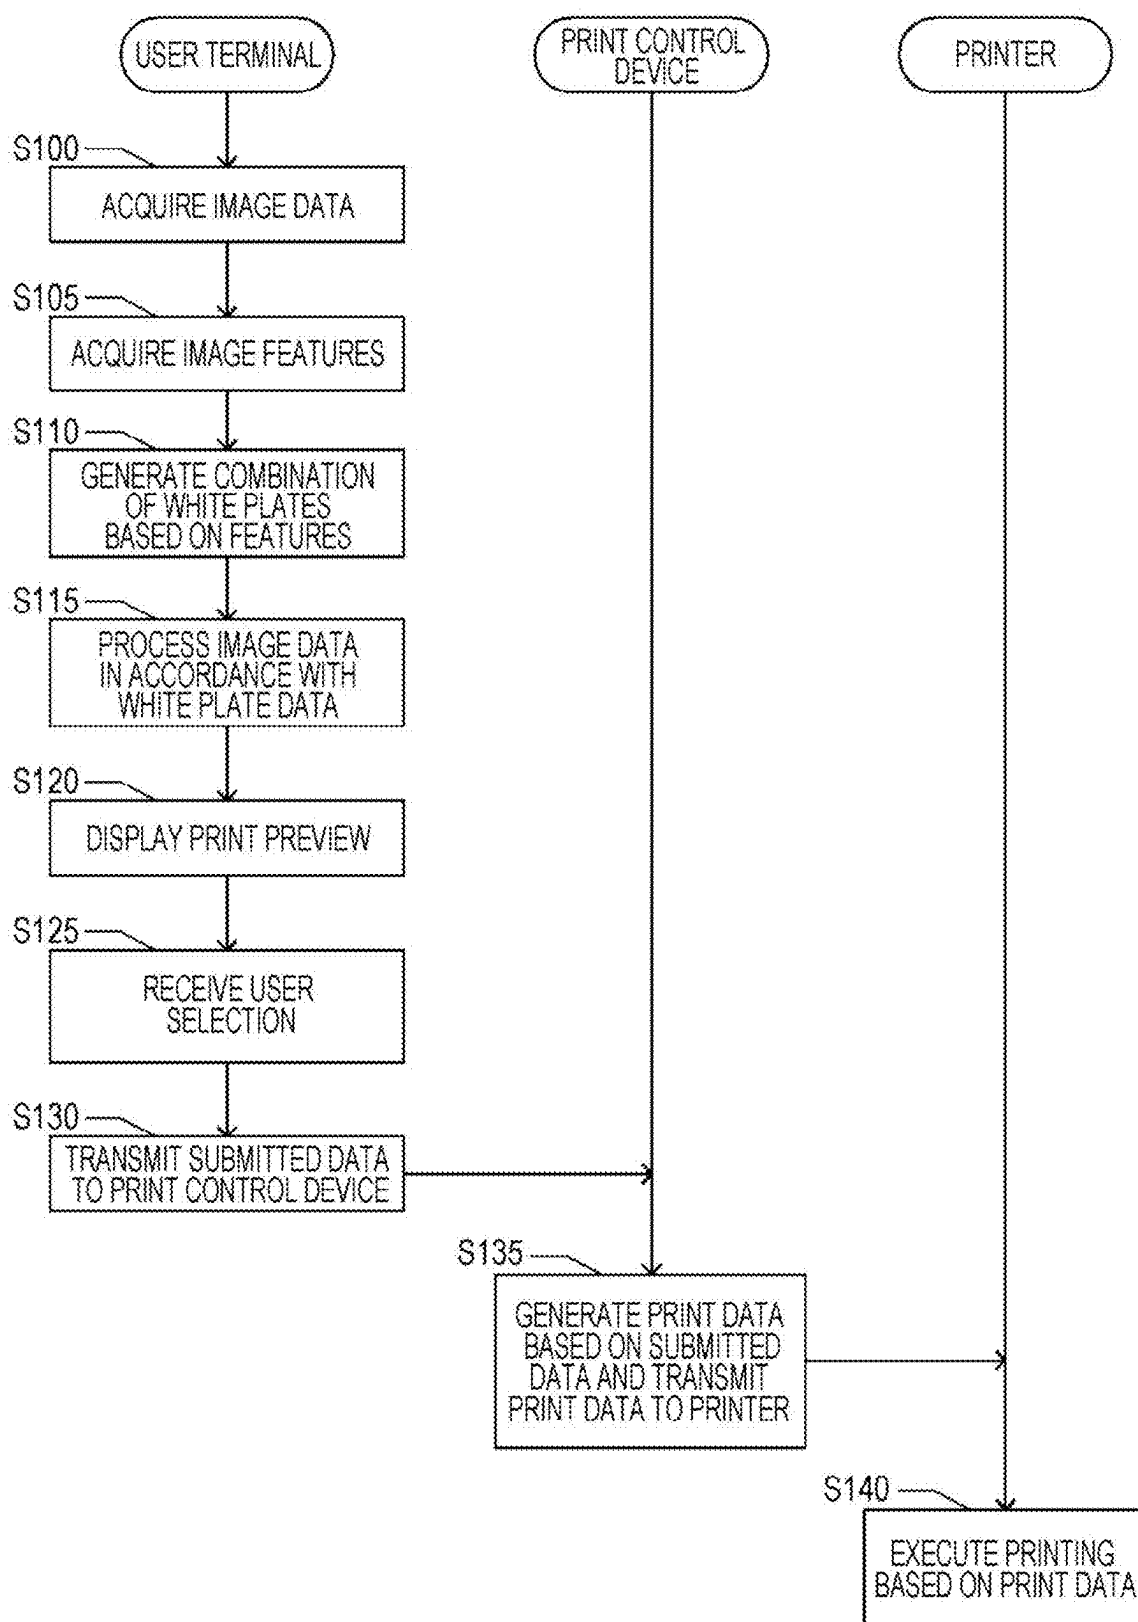 USER TERMINAL
PRINT CONTROL
DEVICE
PRINTER
S100
ACQUIRE IMAGE DATA
S105
ACQUIRE IMAGE FEATURES
S110
GENERATE COMBINATION
OF WHITE PLATES
BASED ON FEATURES
S115
PROCESS IMAGE DATA
IN ACCORDANCE WITH
WHITE PLATE DATA
S120
DISPLAY PRINT PREVIEW
S125
RECEIVE USER
SELECTION
S130
TRANSMIT SUBMITTED DATA
TO PRINT CONTROL DEVICE
S135
GENERATE PRINT DATA
BASED ON SUBMITTED
DATA AND TRANSMIT
PRINT DATA TO PRINTER
S140
EXECUTE PRINTING
BASED ON PRINT DATA